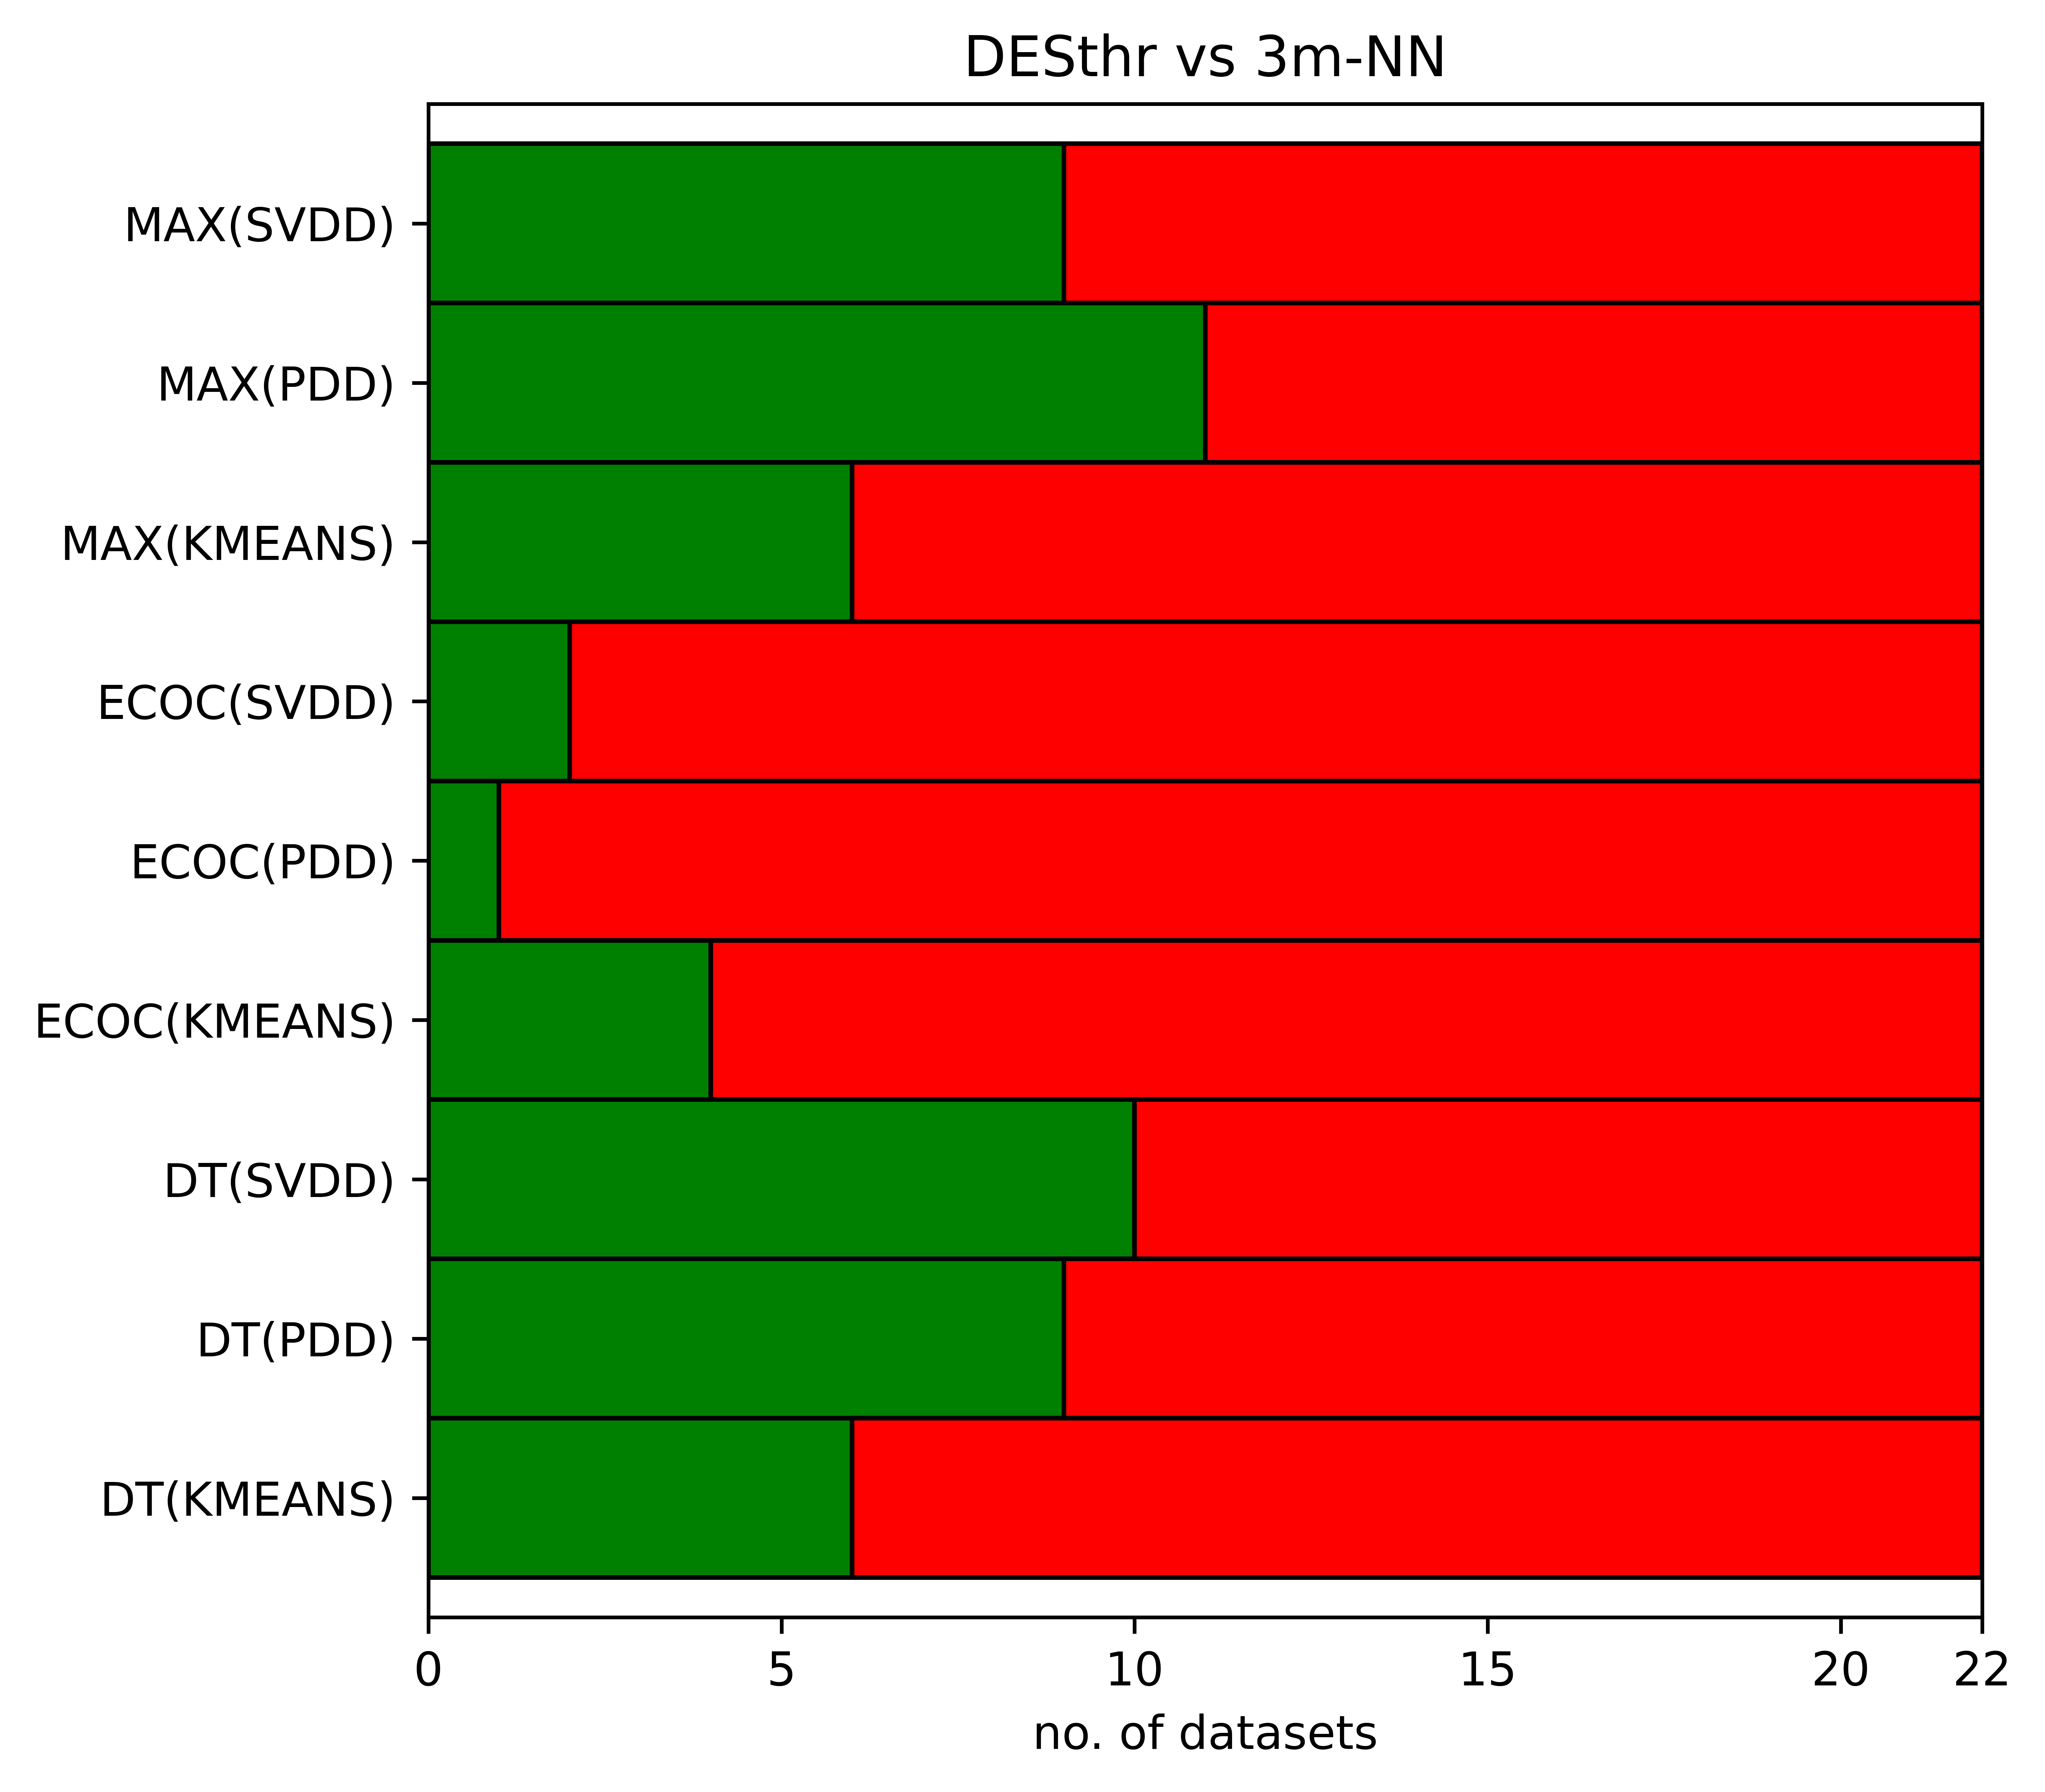 DESthr vs 3m-NN
MAX(SVDD)
MAX(PDD)
MAX(KMEANS)
ECOC(SVDD)
ECOC(PDD)
ECOC(KMEANS)
DT(SVDD)
DT(PDD)
DT(KMEANS)
0 5 10 15 20 22
no. of datasets